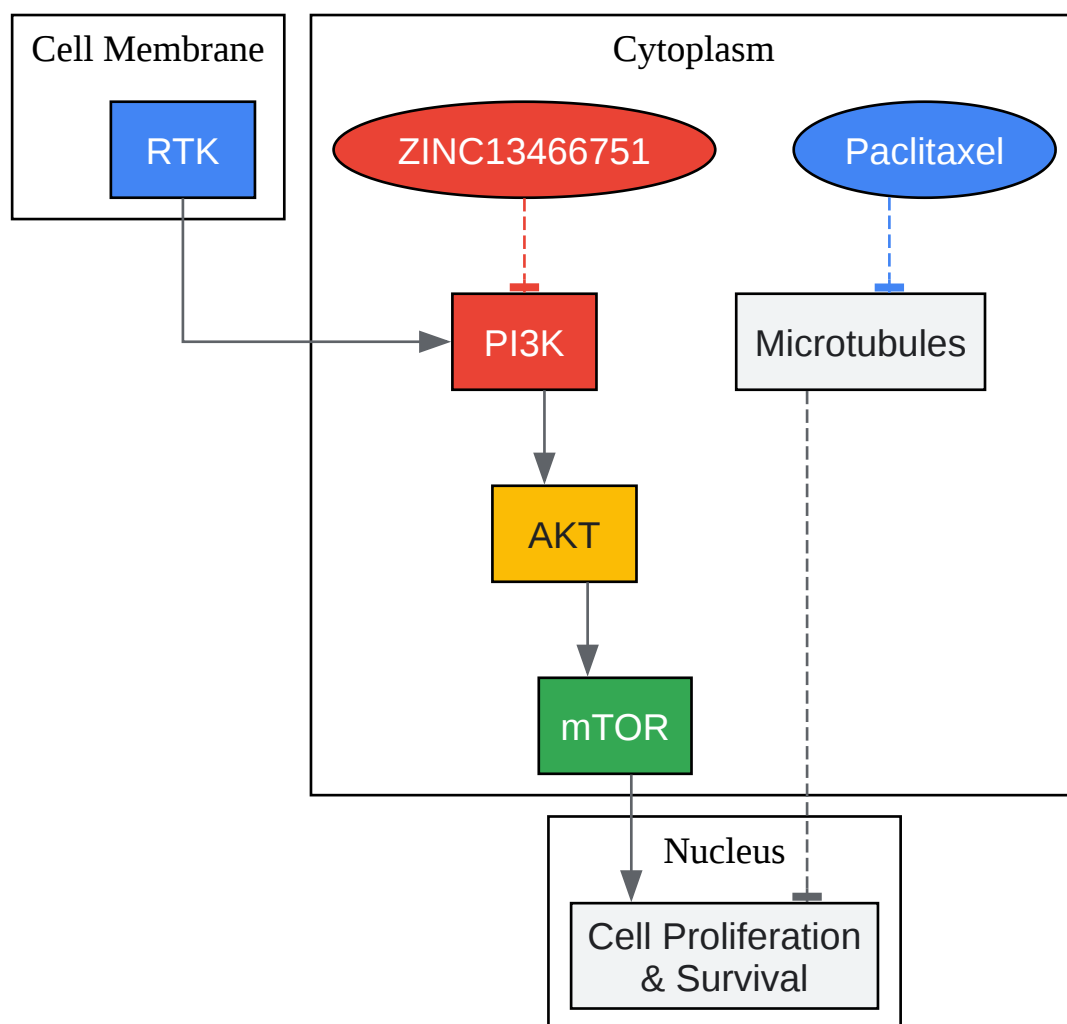 Cell Membrane
Cytoplasm
RTK
ZINC13466751
Paclitaxel
PI3K
Microtubules
AKT
mTOR
Nucleus
Cell Proliferation
& Survival